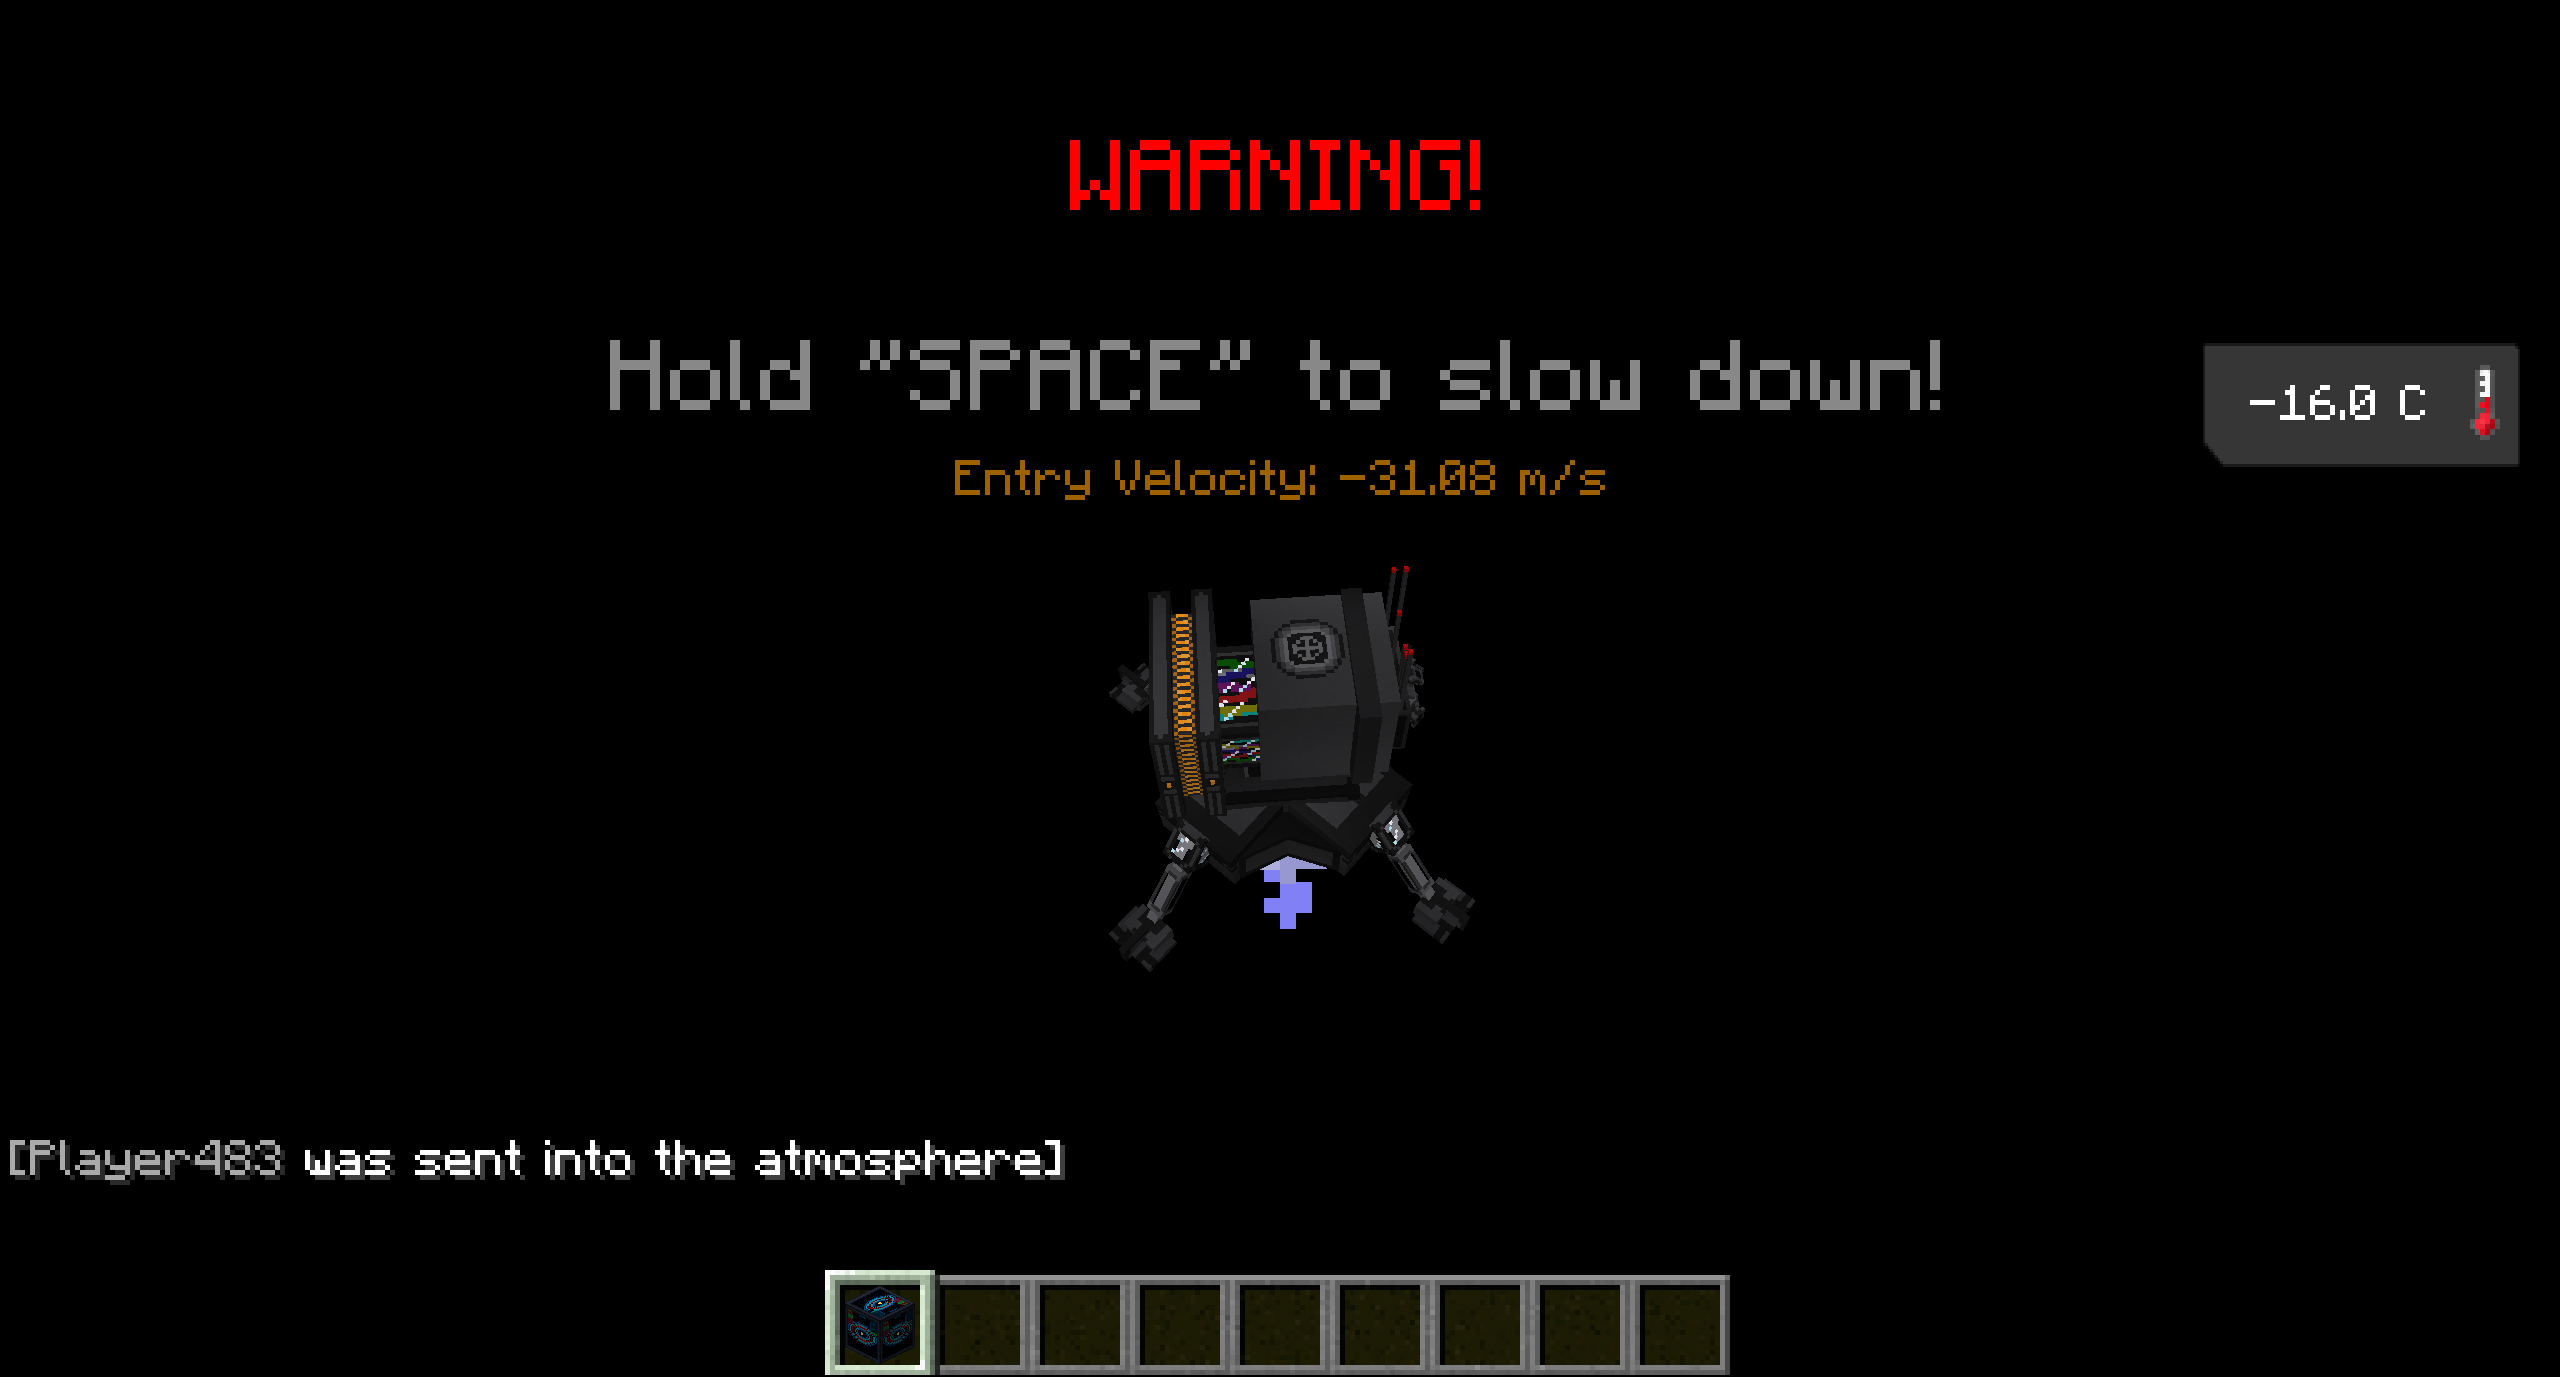 WARNING!
Hold "SPACE" to slow down!
-16.0 C
Entry Velocity: -31.08 m/s
[Player483 was sent into the atmosphere]